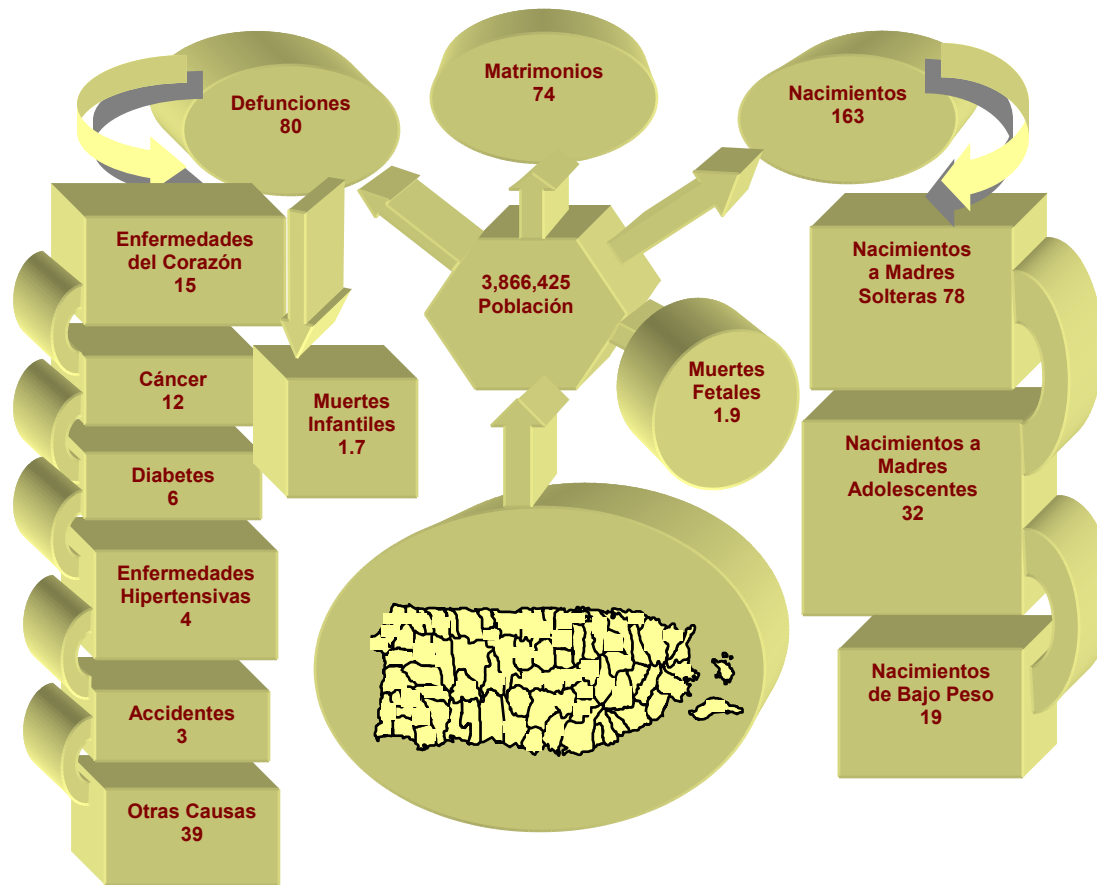 Defunciones
80
Matrimonios
74
Nacimientos
163
Enfermedades
del Corazón
15
Cáncer
12
Diabetes
6
Enfermedades
Hipertensivas
4
Accidentes
3
Otras Causas
39
Muertes
Infantiles
1.7
3,866,425
Población
Muertes
Fetales
1.9
Nacimientos
a Madres
Solteras 78
Nacimientos a
Madres
Adolescentes
32
Nacimientos
de Bajo Peso
19